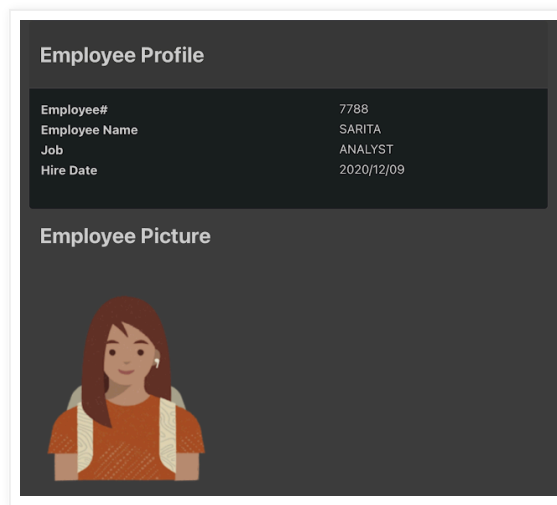 Employee Profile
Employee# 7788
Employee Name SARITA
Job ANALYST
Hire Date 2020/12/09
Employee Picture